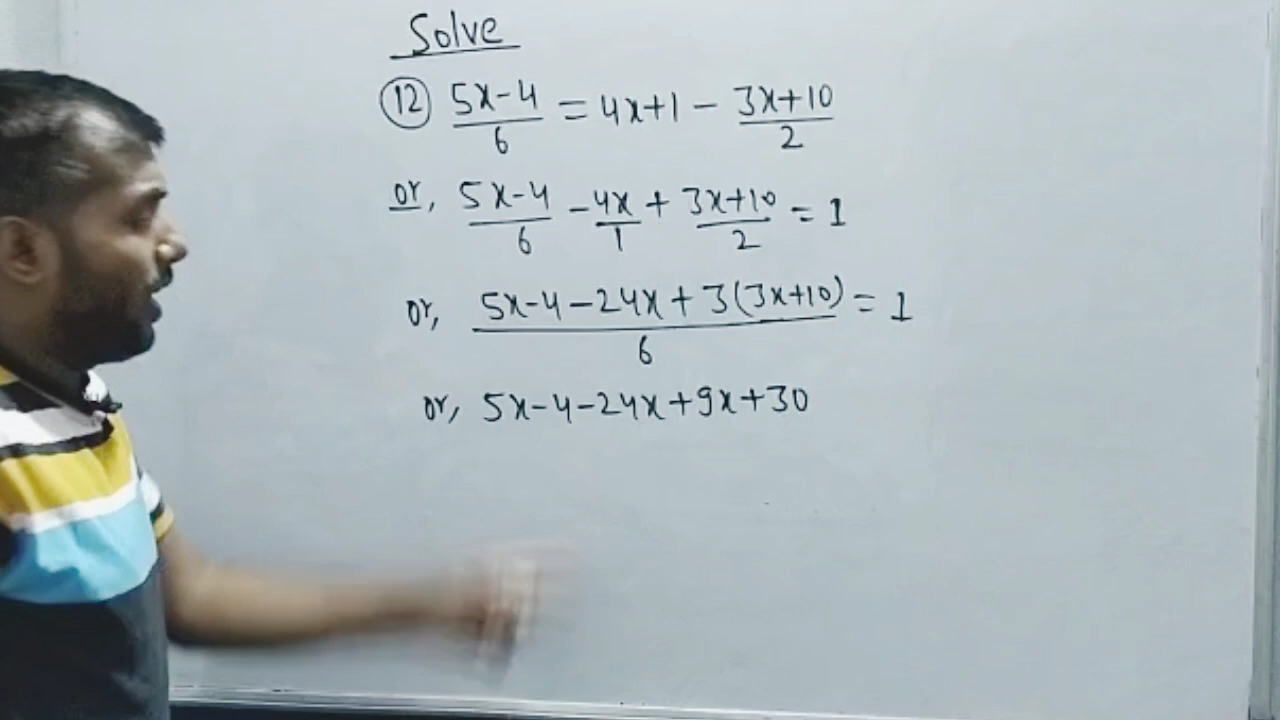 Solve
12 5x-4/6 = 4x+1 - 3x+10/2
or, 5x-4/6 - 4x/1 + 3x+10/2 = 1
or, 5x-4-24x+3(3x+10)/6 = 1
or, 5x-4-24x+9x+30